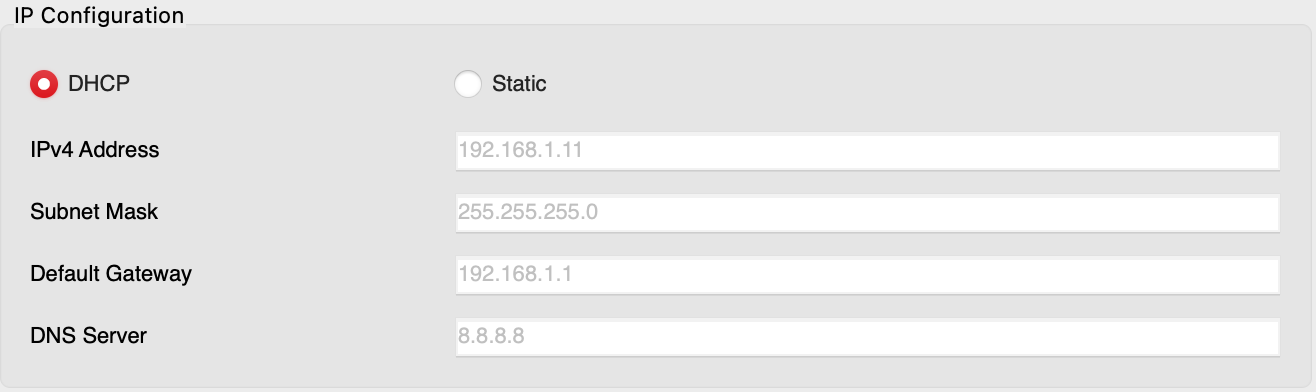 IP Configuration
DHCP Static
IPv4 Address 192.168.1.11
Subnet Mask 255.255.255.0
Default Gateway 192.168.1.1
DNS Server 8.8.8.8